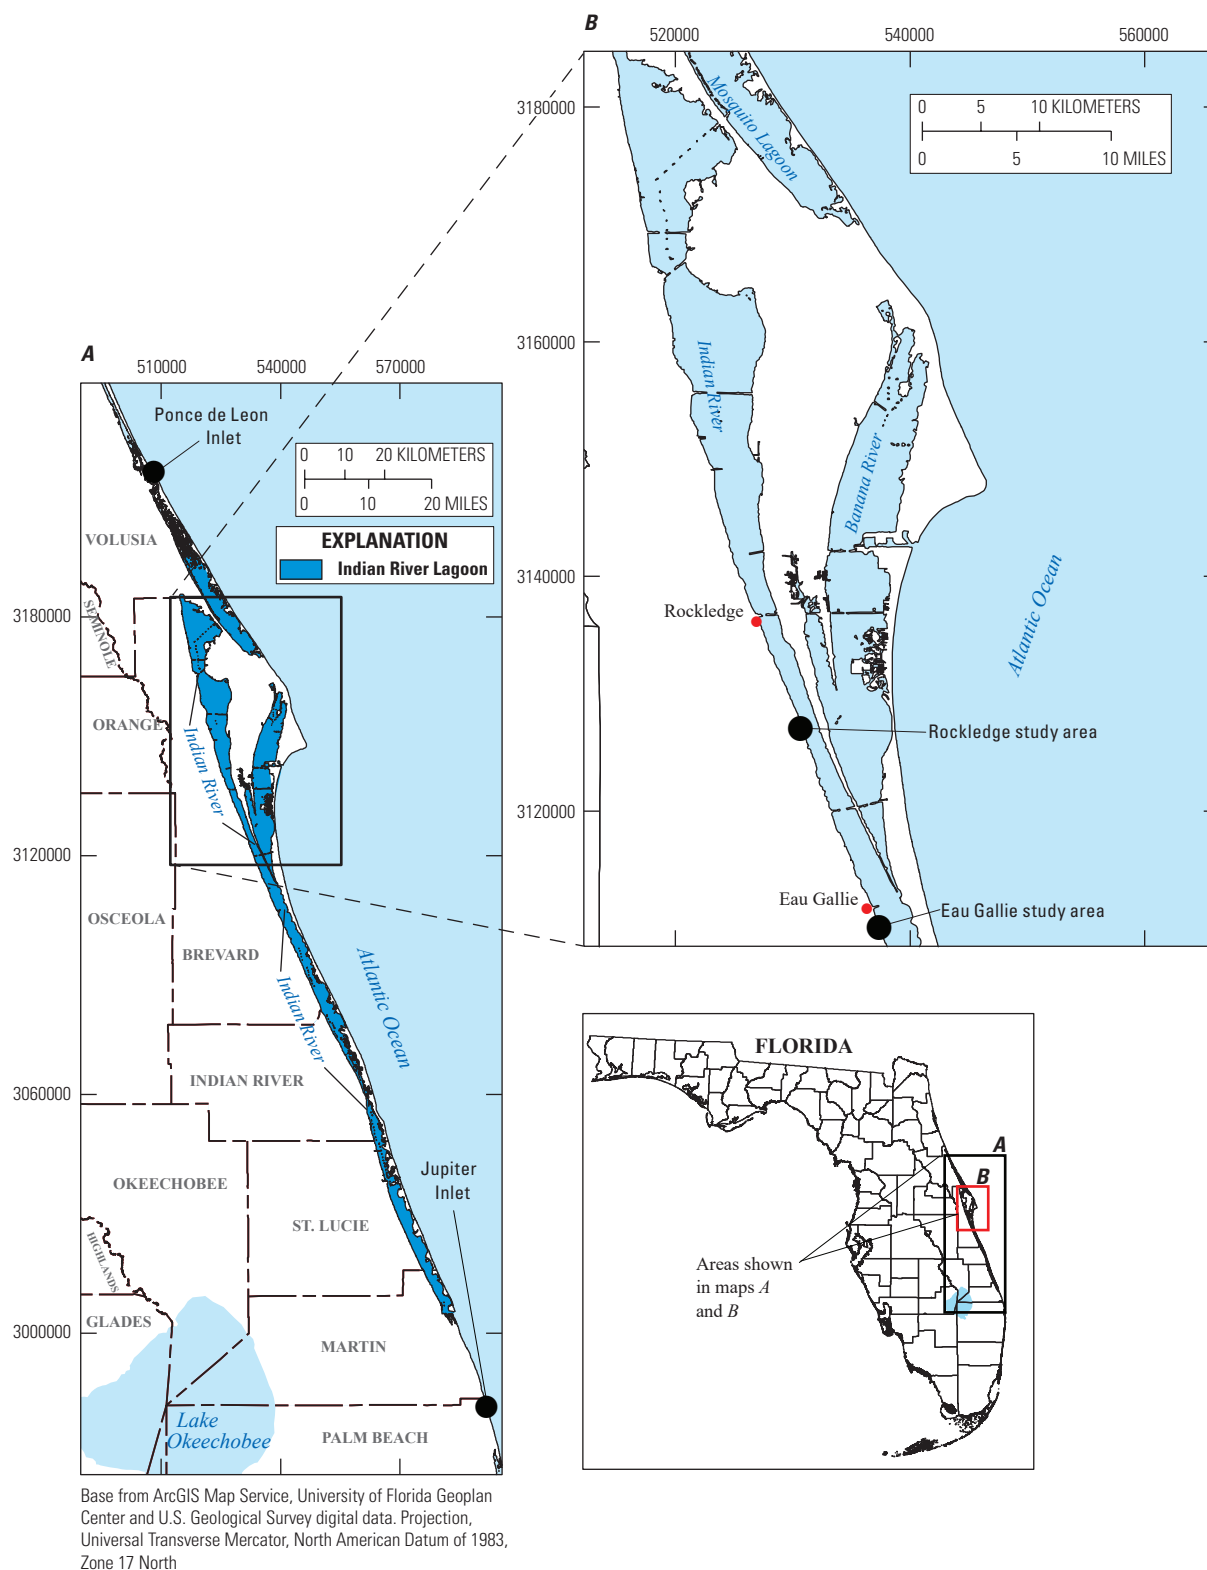 B
520000
540000
560000
3180000
3160000
3140000
3120000
0 5 10 KILOMETERS
0 5 10 MILES
Mosquito Lagoon
Indian River
Banana River
Atlantic Ocean
Rockledge
Rockledge study area
Eau Gallie
Eau Gallie study area
A
510000
540000
570000
3180000
3120000
3060000
3000000
Ponce de Leon
Inlet
0 10 20 KILOMETERS
0 10 20 MILES
EXPLANATION
Indian River Lagoon
VOLUSIA
SEMINOLE
ORANGE
Indian River
OSCEOLA
BREVARD
Atlantic Ocean
Indian River
INDIAN RIVER
OKEECHOBEE
Jupiter
Inlet
ST. LUCIE
HIGHLANDS
GLADES
MARTIN
Lake
Okeechobee
PALM BEACH
FLORIDA
A
B
Areas shown
in maps A
and B
Base from ArcGIS Map Service, University of Florida Geoplan
Center and U.S. Geological Survey digital data. Projection,
Universal Transverse Mercator, North American Datum of 1983,
Zone 17 North